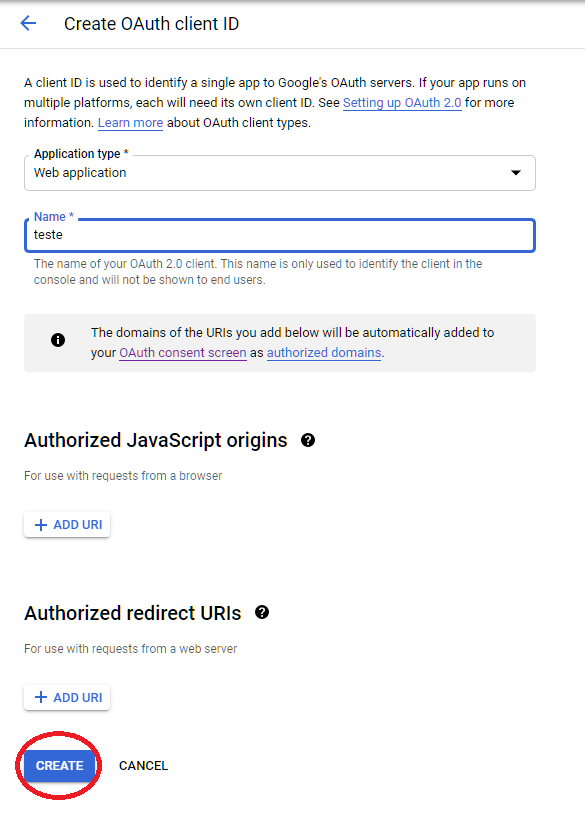 Create OAuth client ID
A client ID is used to identify a single app to Google's OAuth servers. If your app runs on
multiple platforms, each will need its own client ID. See Setting up OAuth 2.0 for more
information. Learn more about OAuth client types.
Application type *
Web application
Name *
teste
The name of your OAuth 2.0 client. This name is only used to identify the client in the
console and will not be shown to end users.
The domains of the URIs you add below will be automatically added to
your OAuth consent screen as authorized domains.
Authorized JavaScript origins
For use with requests from a browser
+ ADD URI
Authorized redirect URIs
For use with requests from a web server
+ ADD URI
CREATE CANCEL